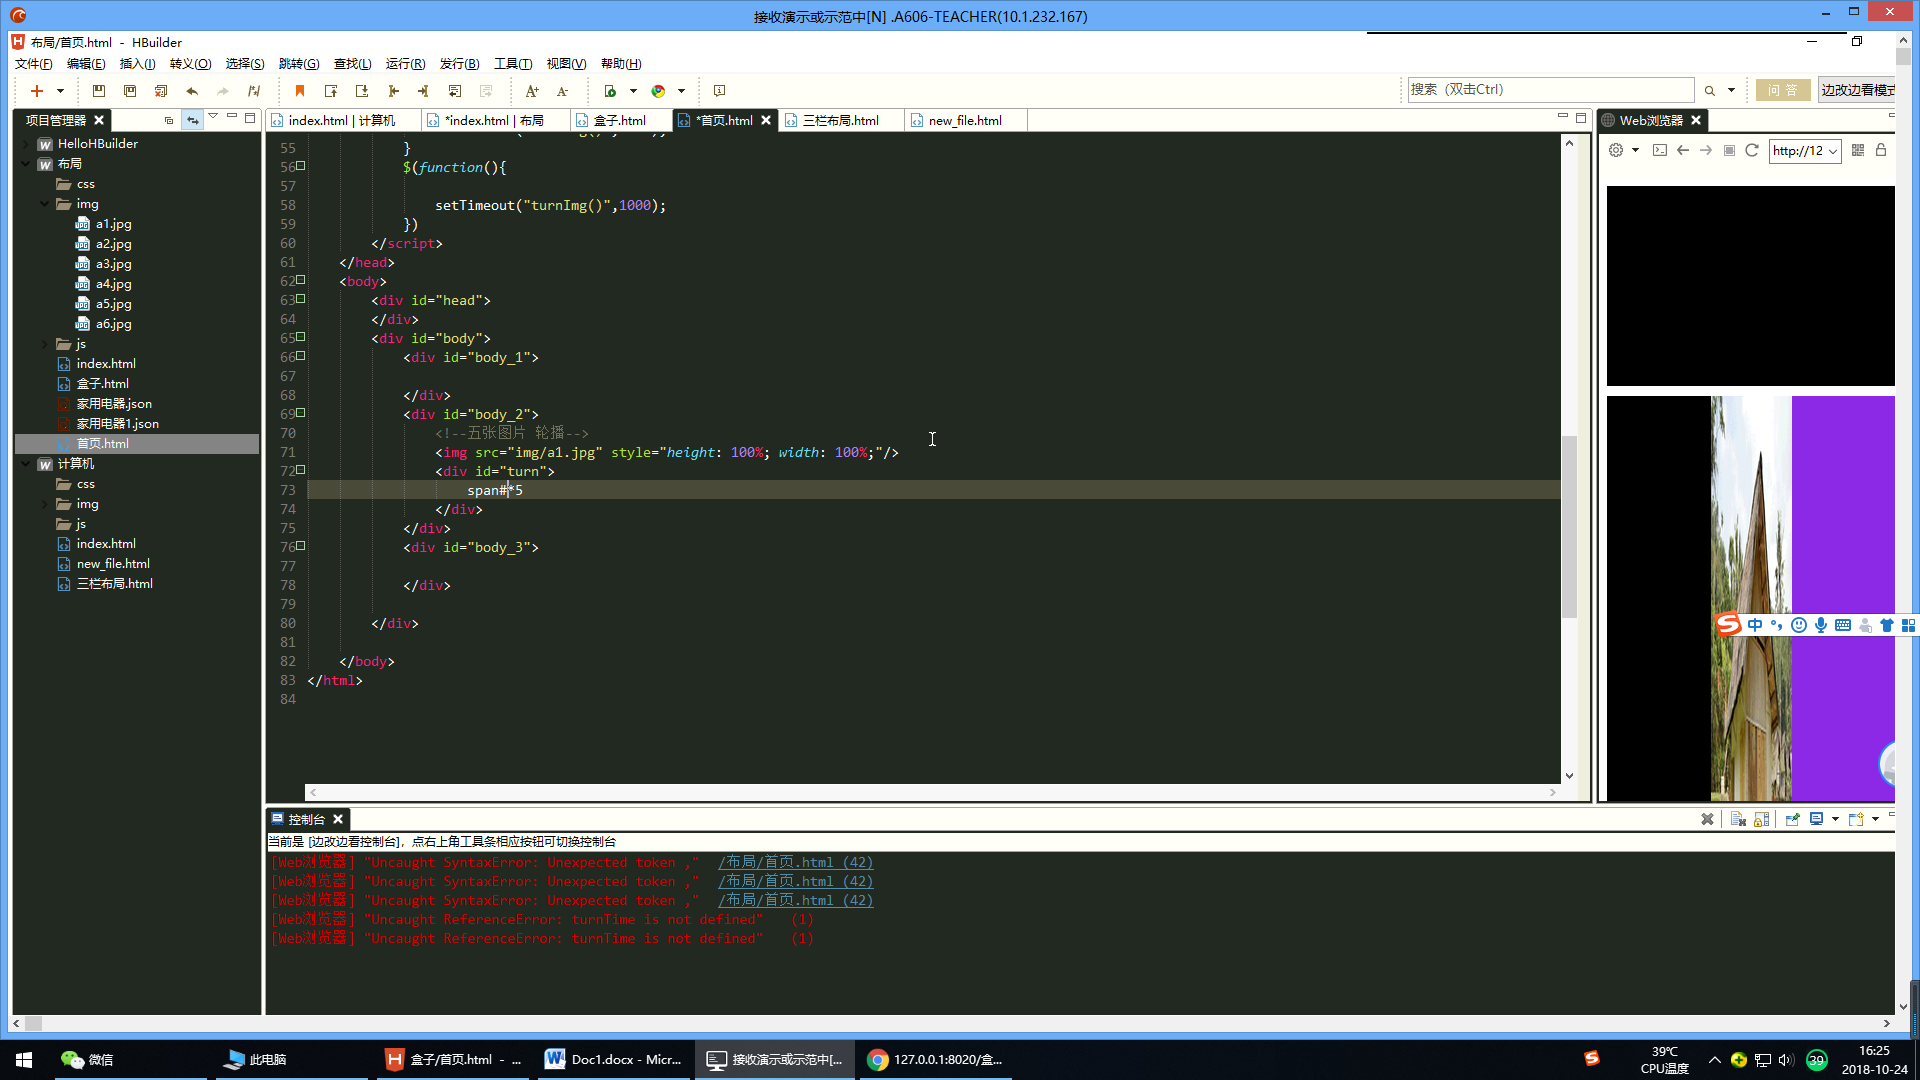 接收演示或示范中[N] .A606-TEACHER(10.1.232.167)
布局/首页.html - HBuilder
文件(F) 编辑(E) 插入(I) 转义(O) 选择(S) 跳转(G) 查找(L) 运行(R) 发行(B) 工具(T) 视图(V) 帮助(H)
搜索（双击Ctrl） 问 答 边改边看模式
项目管理器
index.html | 计算机 *index.html | 布局 盒子.html *首页.html 三栏布局.html new_file.html
Web浏览器
http://12
HelloHBuilder
布局
css
img
a1.jpg
a2.jpg
a3.jpg
a4.jpg
a5.jpg
a6.jpg
js
index.html
盒子.html
家用电器.json
家用电器1.json
首页.html
计算机
css
img
js
index.html
new_file.html
三栏布局.html
55 }
56 $(function(){
57
58 setTimeout("turnImg()",1000);
59 })
60 </script>
61 </head>
62 <body>
63 <div id="head">
64 </div>
65 <div id="body">
66 <div id="body_1">
67
68 </div>
69 <div id="body_2">
70 <!--五张图片 轮播-->
71 <img src="img/a1.jpg" style="height: 100%; width: 100%;"/>
72 <div id="turn">
73 span#*5
74 </div>
75 </div>
76 <div id="body_3">
77
78 </div>
79
80 </div>
81
82 </body>
83 </html>
84
中
控制台
当前是 [边改边看控制台]，点右上角工具条相应按钮可切换控制台
[Web浏览器] "Uncaught SyntaxError: Unexpected token ," /布局/首页.html (42)
[Web浏览器] "Uncaught SyntaxError: Unexpected token ," /布局/首页.html (42)
[Web浏览器] "Uncaught SyntaxError: Unexpected token ," /布局/首页.html (42)
[Web浏览器] "Uncaught ReferenceError: turnTime is not defined" (1)
[Web浏览器] "Uncaught ReferenceError: turnTime is not defined" (1)
微信 此电脑 盒子/首页.html - ... Doc1.docx - Micr... 接收演示或示范中[... 127.0.0.1:8020/盒...
39℃
CPU温度
39
16:25
2018-10-24